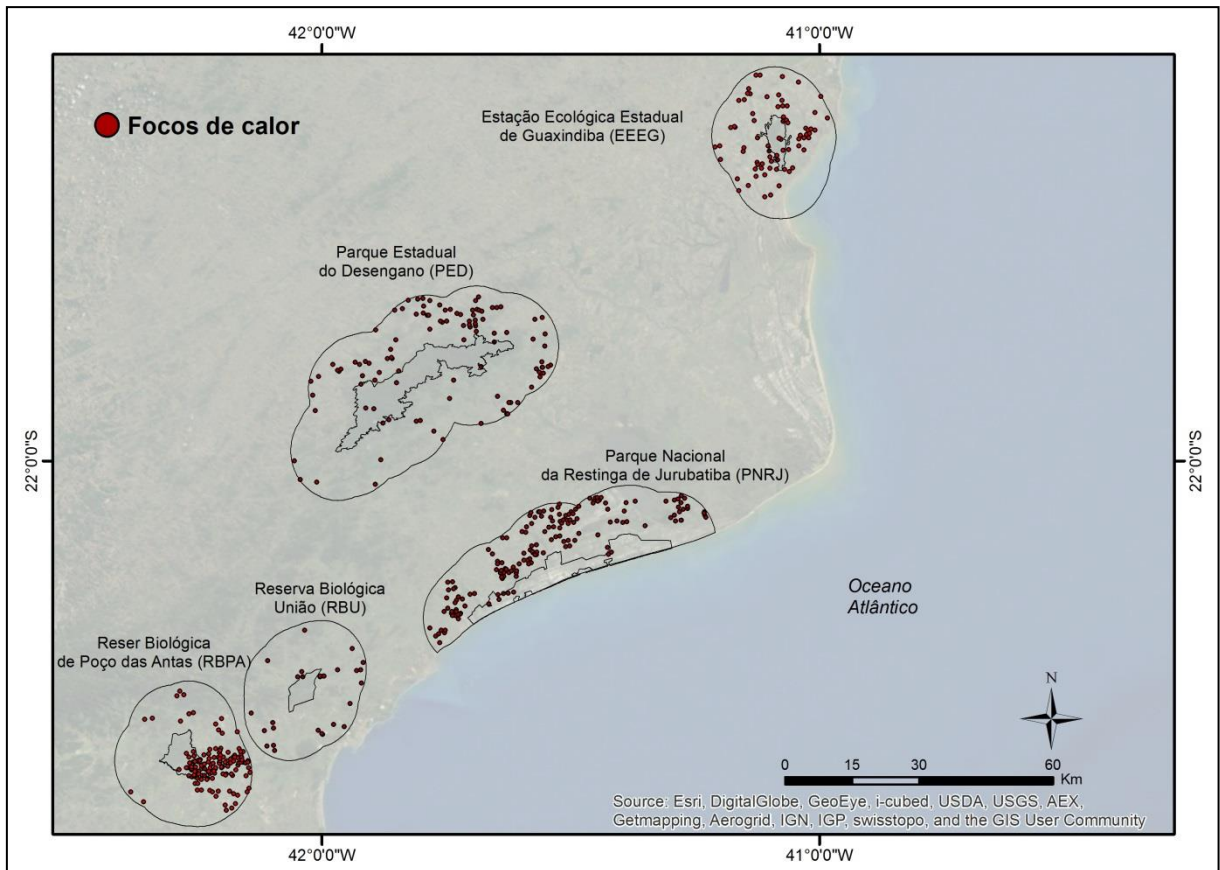 42°0'0"W
41°0'0"W
Focos de calor
Estação Ecológica Estadual
de Guaxindiba (EEEG)
Parque Estadual
do Desengano (PED)
22°0'0"S
22°0'0"S
Parque Nacional
da Restinga de Jurubatiba (PNRJ)
Reserva Biológica
União (RBU)
Oceano
Atlântico
Reser Biológica
de Poço das Antas (RBPA)
N
0 15 30 60
Km
Source: Esri, DigitalGlobe, GeoEye, i-cubed, USDA, USGS, AEX,
Getmapping, Aerogrid, IGN, IGP, swisstopo, and the GIS User Community
42°0'0"W
41°0'0"W